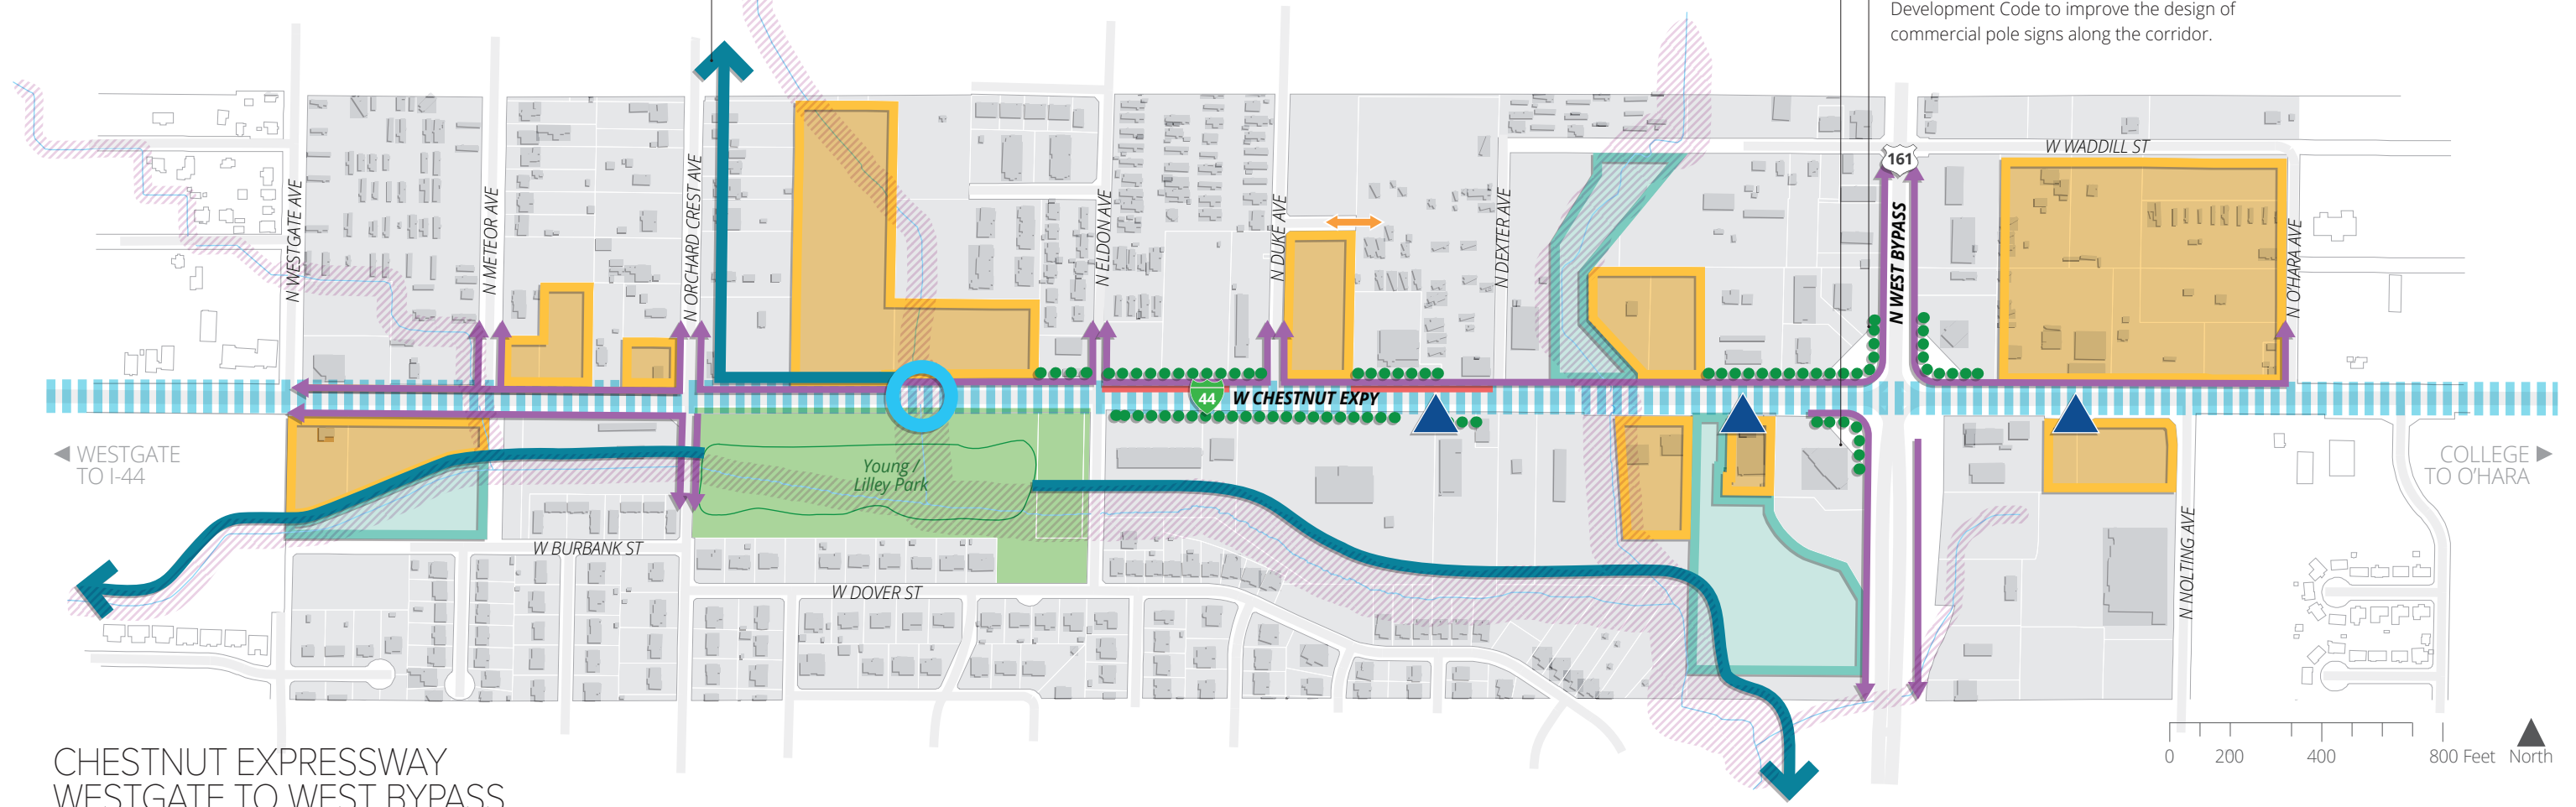 Development Code to improve the design of
commercial pole signs along the corridor.
W WADDILL ST
161
N WESTGATE AVE
N METEOR AVE
N ORCHARD CREST AVE
N ELDON AVE
N DUKE AVE
N DEXTER AVE
N WEST BYPASS
N O'HARA AVE
44
W CHESTNUT EXPY
WESTGATE
TO I-44
Young /
Lilley Park
COLLEGE
TO O'HARA
W BURBANK ST
W DOVER ST
N NOLTING AVE
0 200 400 800 Feet North
CHESTNUT EXPRESSWAY
WESTGATE TO WEST BYPASS